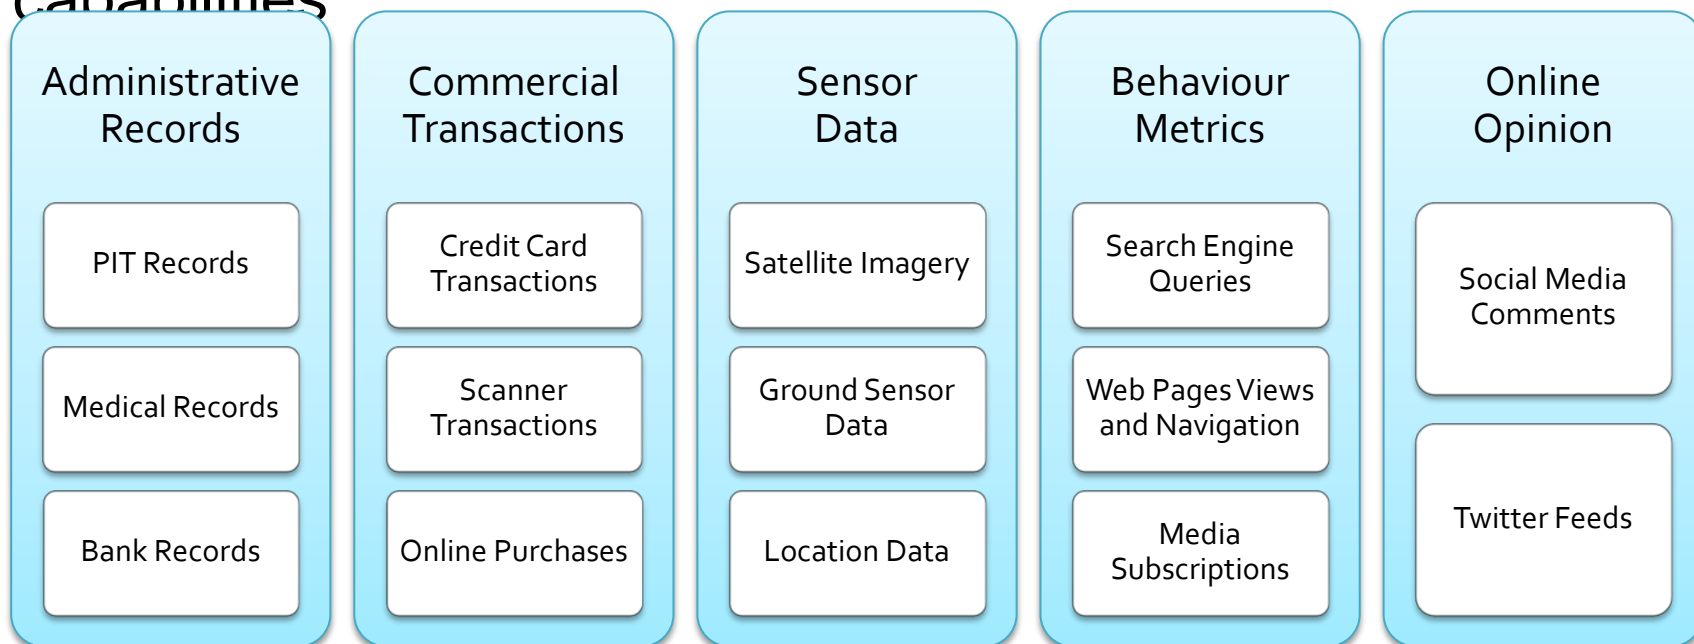 capabilities
Administrative
Records
PIT Records
Medical Records
Bank Records
Commercial
Transactions
Credit Card
Transactions
Scanner
Transactions
Online Purchases
Sensor
Data
Satellite Imagery
Ground Sensor
Data
Location Data
Behaviour
Metrics
Search Engine
Queries
Web Pages Views
and Navigation
Media
Subscriptions
Online
Opinion
Social Media
Comments
Twitter Feeds